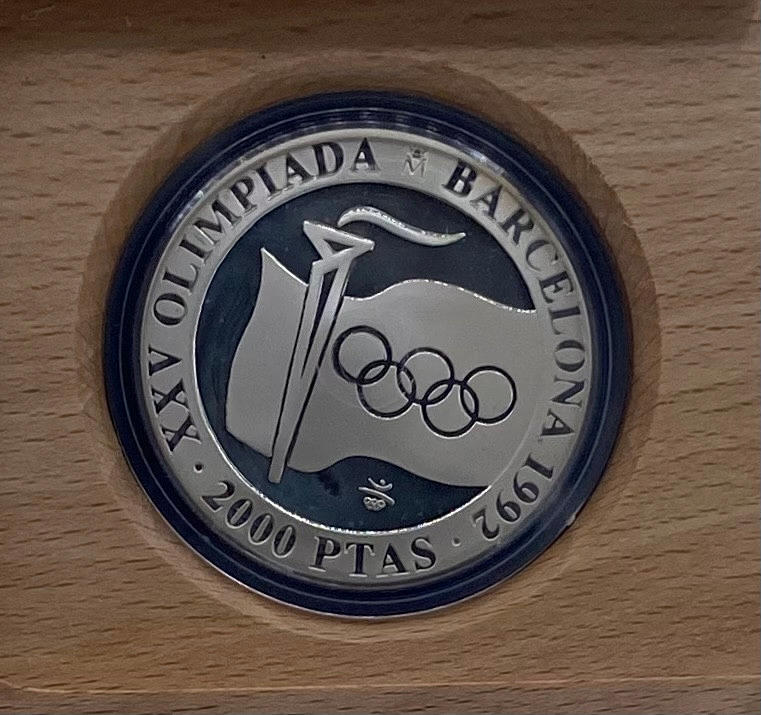 XXV OLIMPIADA M BARCELONA 1992
· 2000 PTAS ·